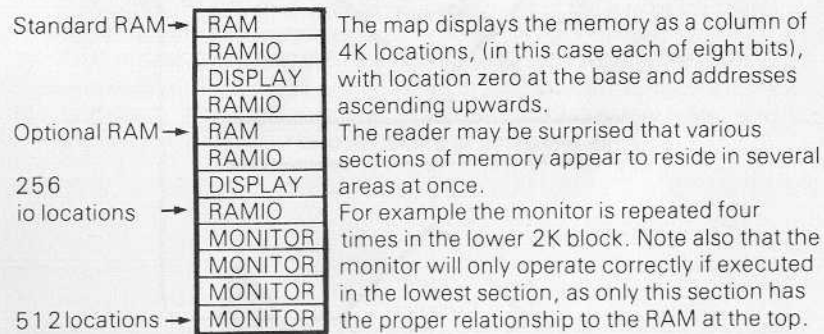 Standard RAM→ RAM The map displays the memory as a column of
RAMIO 4K locations, (in this case each of eight bits),
DISPLAY with location zero at the base and addresses
RAMIO ascending upwards.
Optional RAM→ RAM The reader may be surprised that various
RAMIO sections of memory appear to reside in several
256 DISPLAY areas at once.
io locations → RAMIO For example the monitor is repeated four
MONITOR times in the lower 2K block. Note also that the
MONITOR monitor will only operate correctly if executed
MONITOR in the lowest section, as only this section has
512 locations → MONITOR the proper relationship to the RAM at the top.